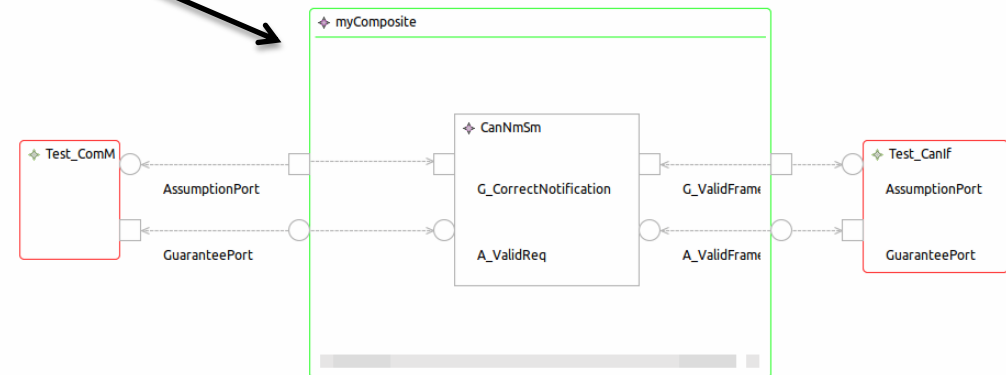 myComposite
CanNmSm
Test_ComM
Test_CanIf
AssumptionPort
G_CorrectNotification
G_ValidFrame
AssumptionPort
GuaranteePort
A_ValidReq
A_ValidFrame
GuaranteePort